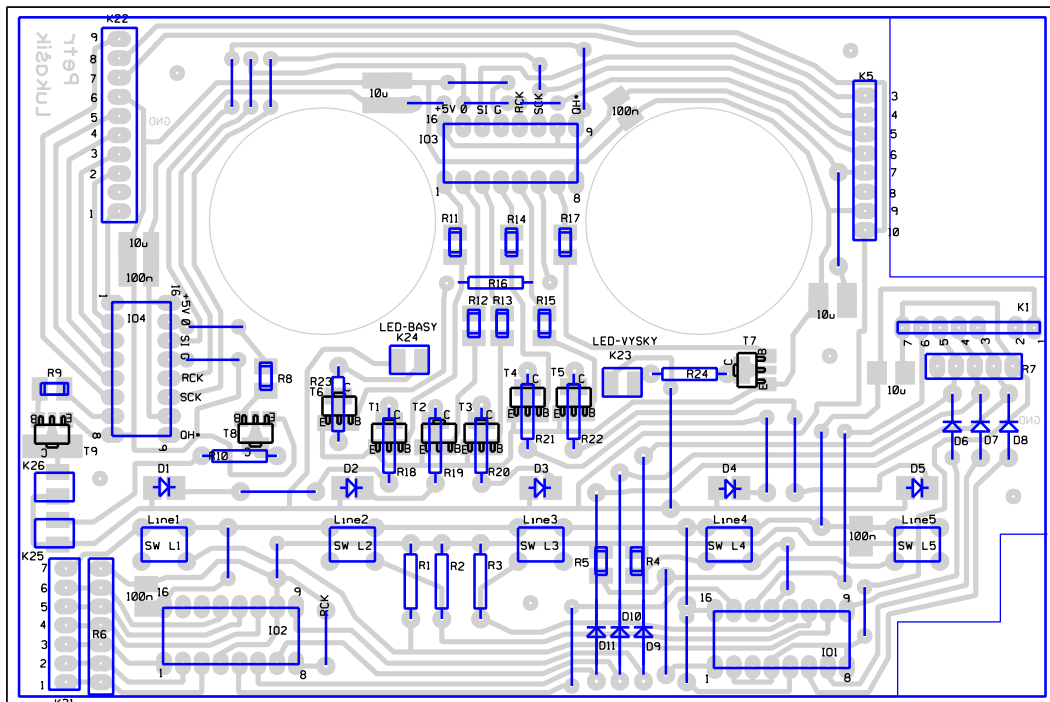 K22
9
8
7
6
5
4
3
2
1
Lukašík
Petr
GND
10u
+5V 0 SI G RCK SCK QH*
100n
16
9
IO3
1
8
K5
3
4
5
6
7
8
9
10
R11
R14
R17
R16
R12 R13
R15
10u
100n
1
16
IO4
+5V 0
SI
G
RCK
SCK
QH*
8
9
LED-BASY
K24
LED-VYSKY
K23
T7
C
B
E
R24
10u
10u
K1
7 6 5 4 3 2 1
R7
GND
D6 D7 D8
R9
R8
B
E
C
T9
T8
B
E
C
R10
R23
T6
C
E B
T1
C
E B
T2
C
E B
T3
C
E B
T4
C
E B
T5
C
E B
R18
R19
R20
R21
R22
K26
K25
D1
D2
D3
D4
D5
Line1
SW L1
Line2
SW L2
Line3
SW L3
Line4
SW L4
Line5
SW L5
100n
7
6
5
4
3
2
1
R6
K21
100n
16
9
IO2
1
8
RCK
R1 R2 R3
R5
R4
D10
D11
D9
16
9
IO1
1
8